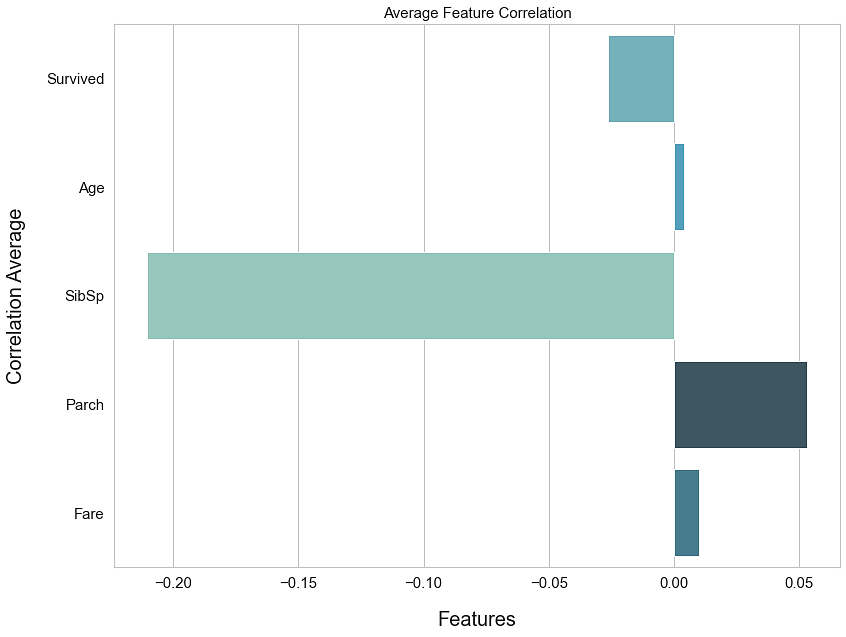 Average Feature Correlation
Correlation Average
Survived
Age
SibSp
Parch
Fare
−0.20 −0.15 −0.10 −0.05 0.00 0.05
Features